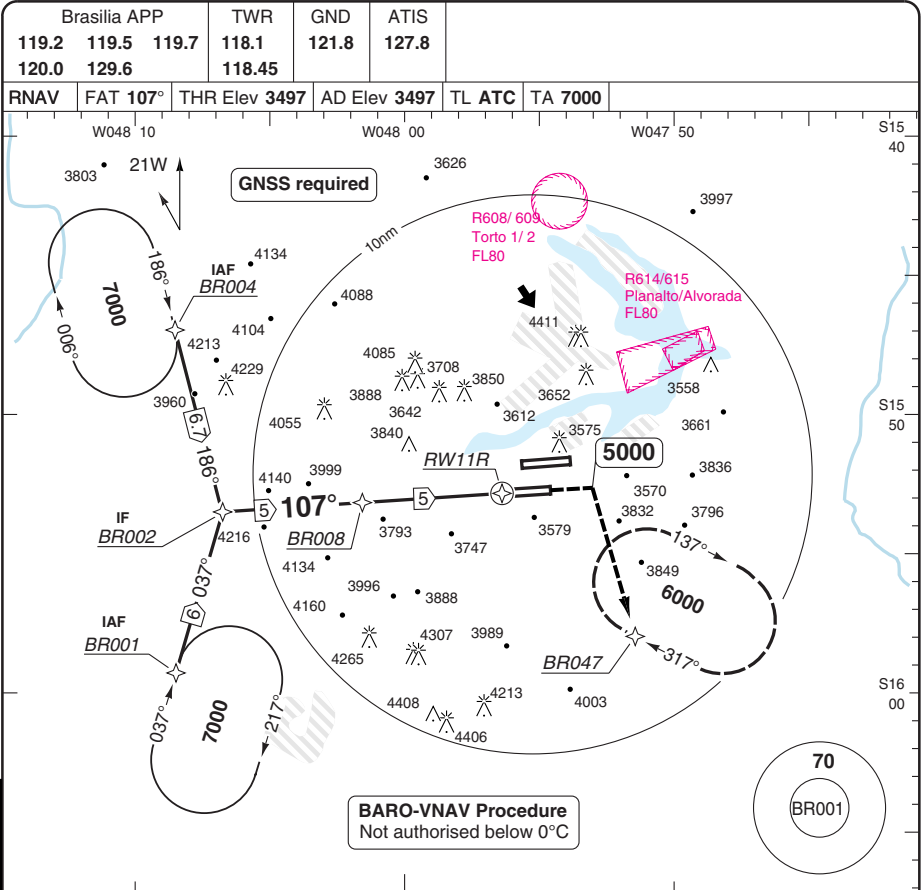 Brasilia APP
119.2 119.5 119.7
120.0 129.6
TWR
118.1
118.45
GND
121.8
ATIS
127.8
RNAV FAT 107° THR Elev 3497 AD Elev 3497 TL ATC TA 7000
W048 10 W048 00 W047 50
S15
40
3803
21W
GNSS required
3626
3997
R608/ 609
Torto 1/ 2
FL80
10nm
186°
7000
006°
IAF
BR004
4134
4088
4104
R614/615
Planalto/Alvorada
FL80
4411
4213
4229
4085
3708
3850
3888
3642
3652
3558
3960
4055
3612
3661
S15
50
6.7
186°
3840
3575
RW11R
5000
4140
3999
3836
3570
5
107°
5
IF
BR002
4216
BR008
3793
3747
3579
3832
3796
137°
4134
3849
037°
3996
3888
6000
4160
6
IAF
BR001
4265
4307
3989
BR047
317°
S16
00
037°
7000
217°
4408
4406
4213
4003
70
BR001
BARO-VNAV Procedure
Not authorised below 0°C